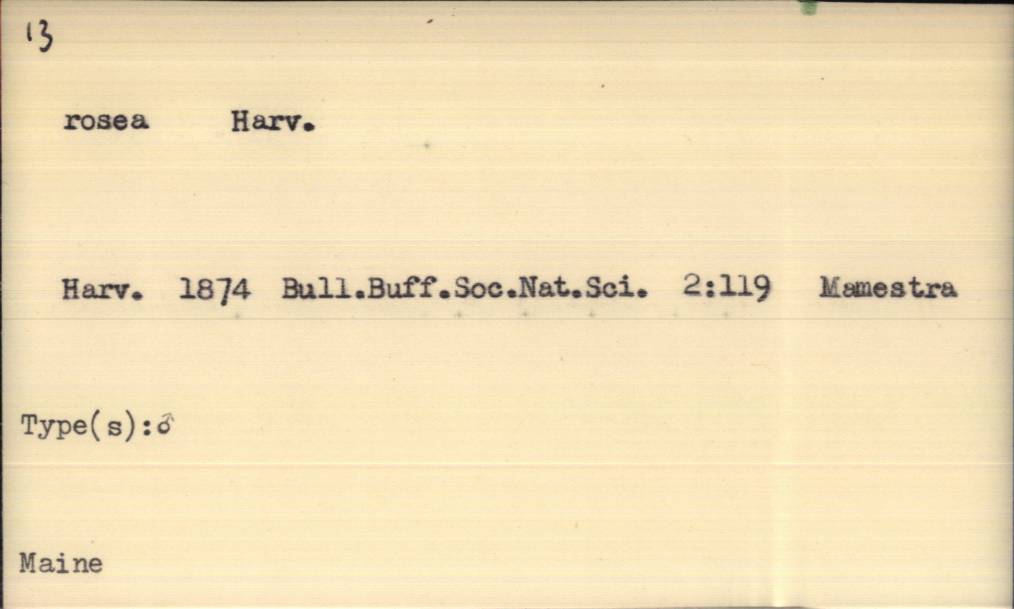 13
rosea Harv.
Harv. 1874 Bull.Buff.Soc.Nat.Sci. 2:119 Mamestra
Type(s):♂
Maine